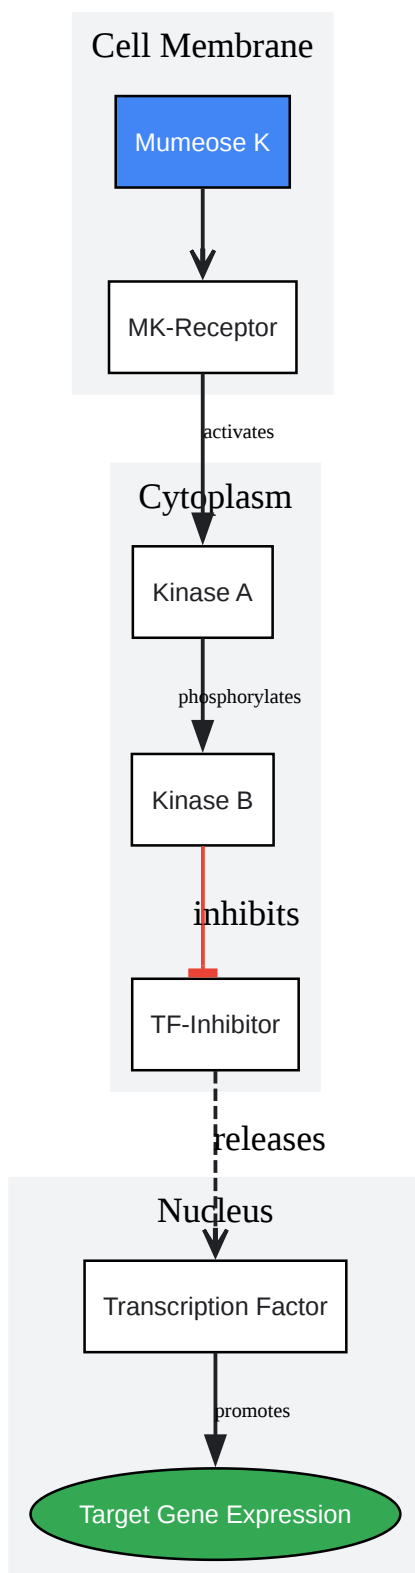 Cell Membrane
Mumeose K
MK-Receptor
activates
Cytoplasm
Kinase A
phosphorylates
Kinase B
inhibits
TF-Inhibitor
releases
Nucleus
Transcription Factor
promotes
Target Gene Expression